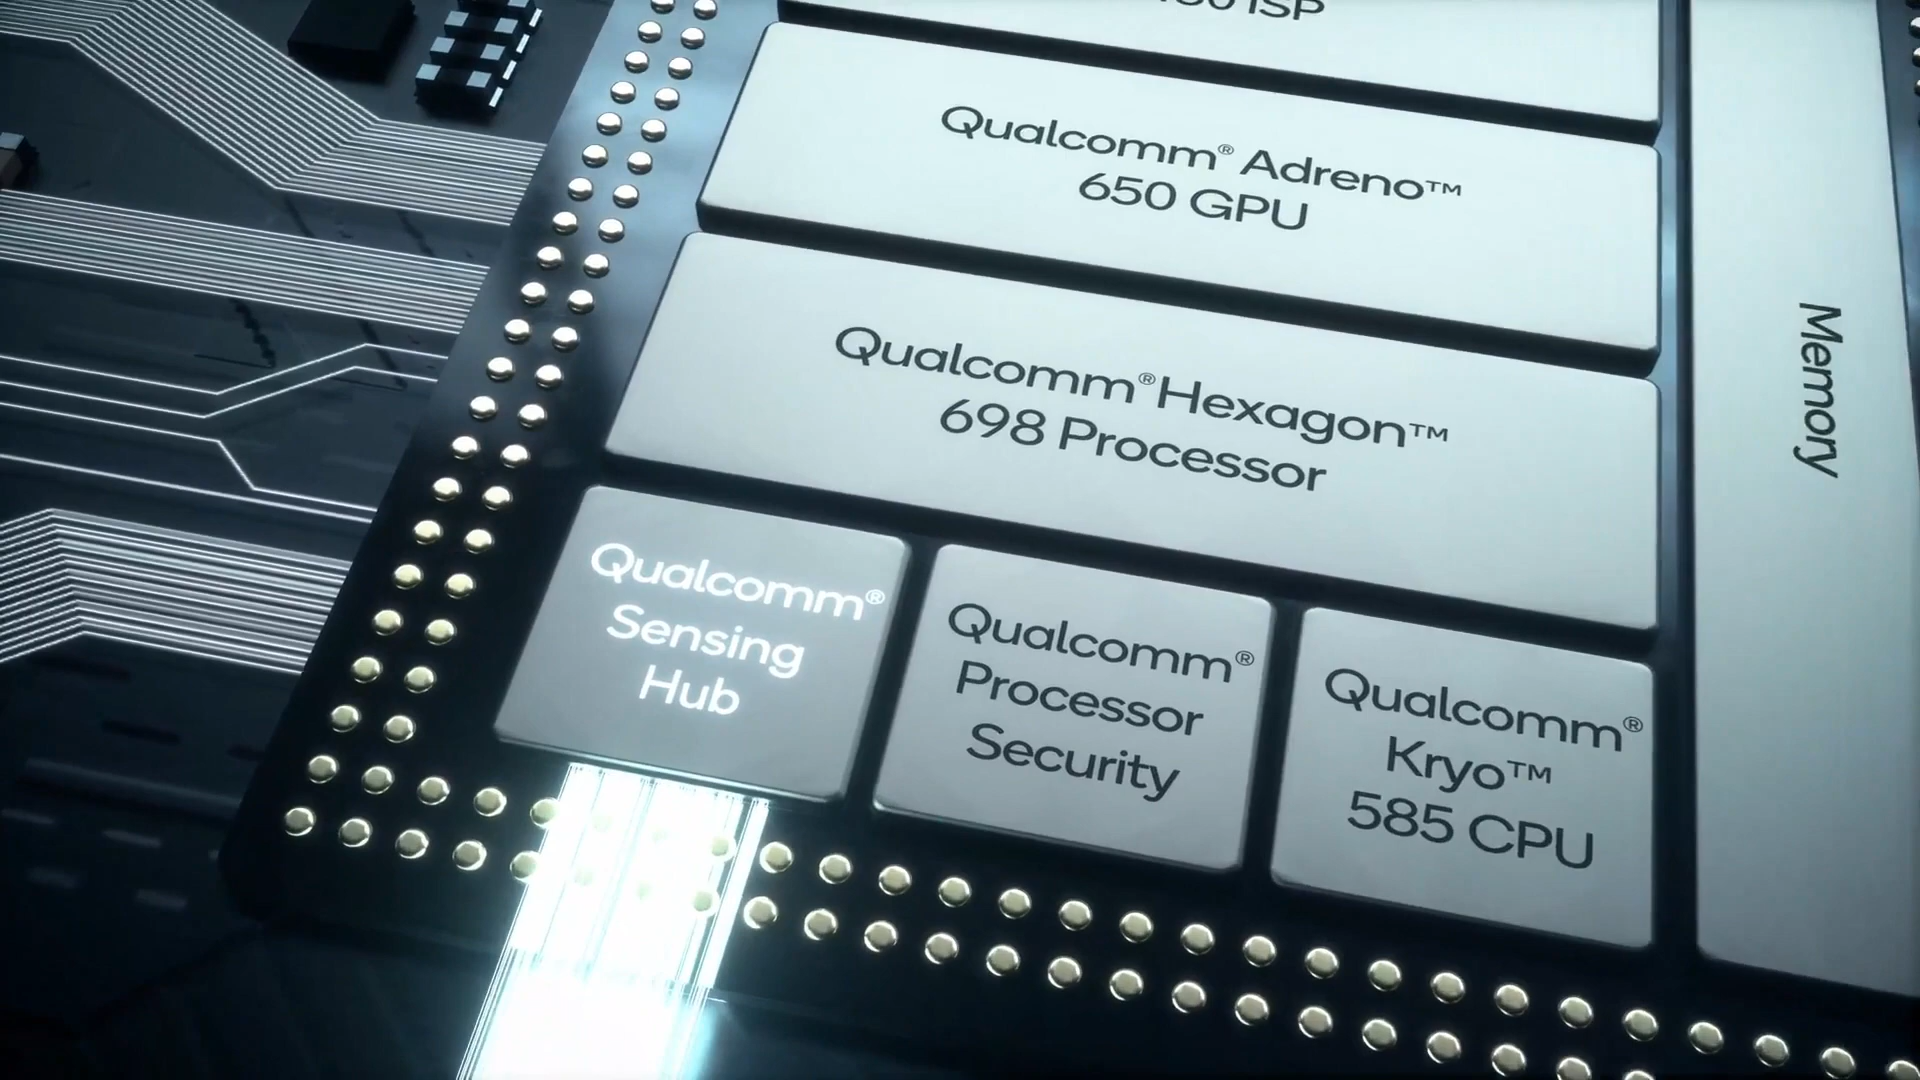 ISP
Qualcomm® Adreno™
650 GPU
Qualcomm® Hexagon™
698 Processor
Memory
Qualcomm®
Sensing
Hub
Qualcomm®
Processor
Security
Qualcomm®
Kryo™
585 CPU